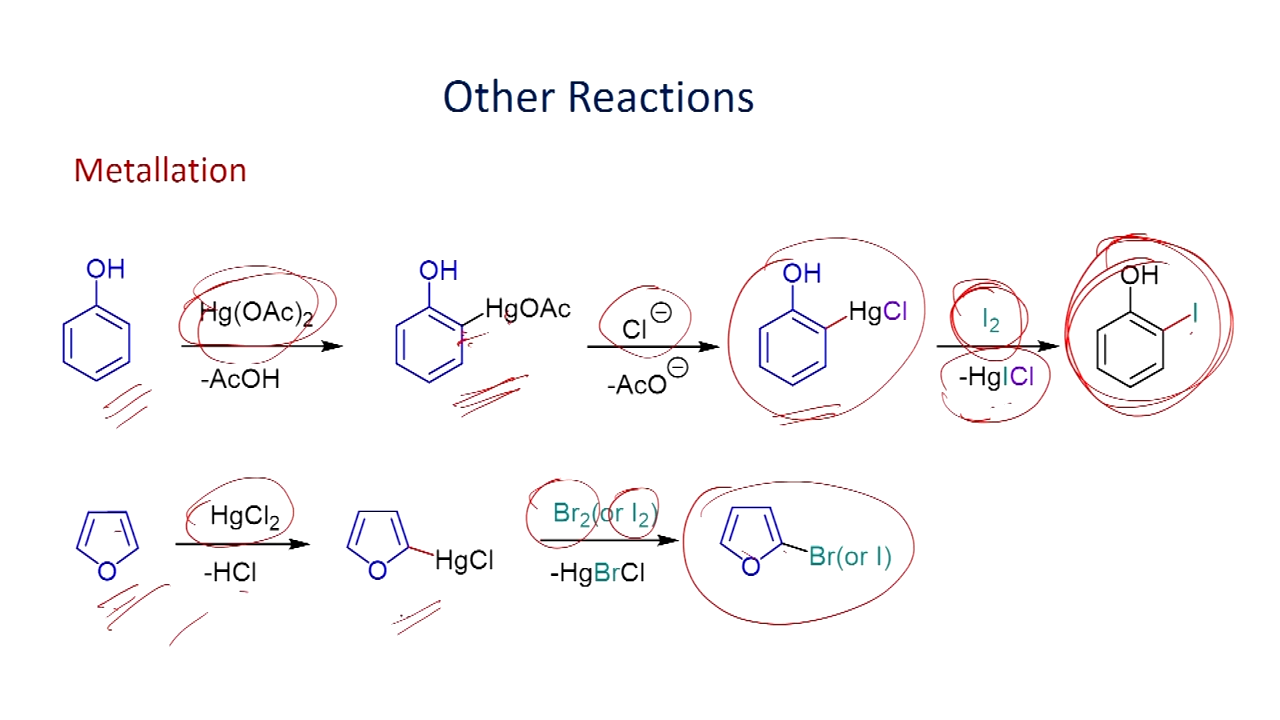 Other Reactions
Metallation
OH Hg(OAc)₂ -AcOH OH HgOAc Cl⊖ -AcO⊖ OH HgCl I₂ -HgICl OH I
O HgCl₂ -HCl O HgCl Br₂(or I₂) -HgBrCl O Br(or I)